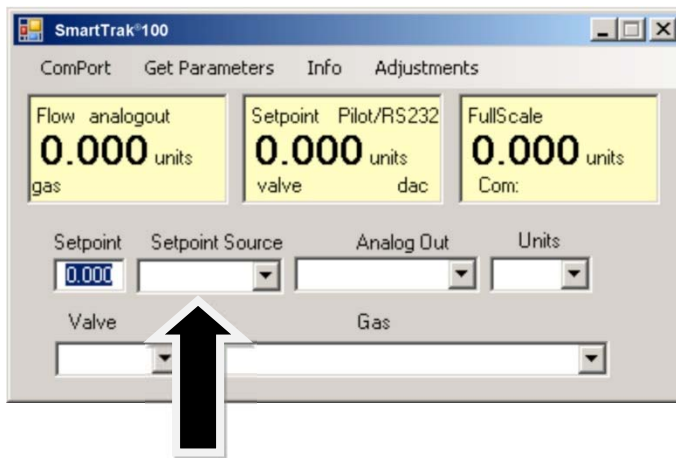 SmartTrak®100
ComPort Get Parameters Info Adjustments
Flow analogout
0.000 units
gas
Setpoint Pilot/RS232
0.000 units
valve dac
FullScale
0.000 units
Com:
Setpoint Setpoint Source Analog Out Units
0.000
Valve Gas